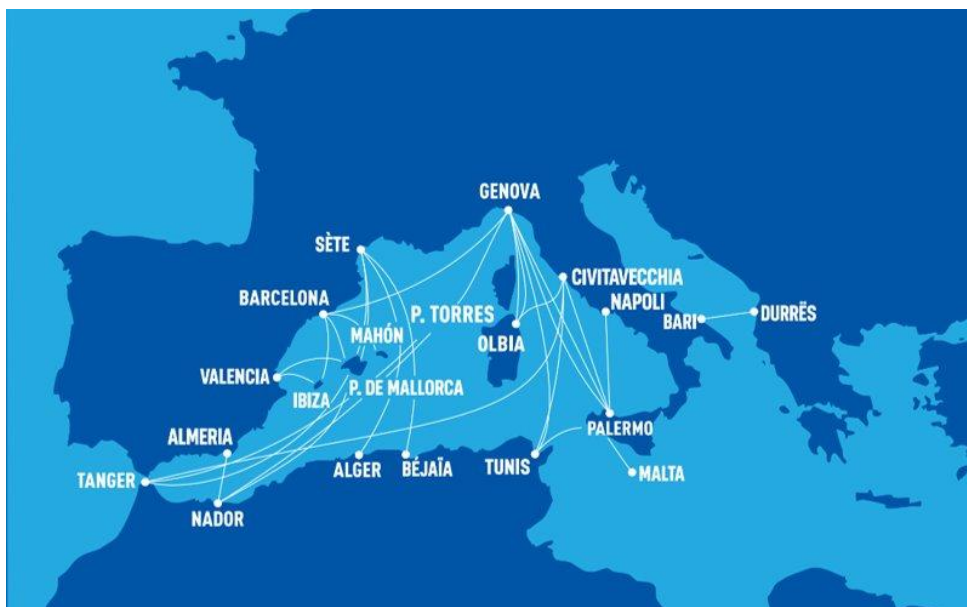 GENOVA
SÈTE
CIVITAVECCHIA
BARCELONA
NAPOLI
P. TORRES
DURRËS
BARI
MAHÓN
OLBIA
VALENCIA
P. DE MALLORCA
IBIZA
PALERMO
ALMERIA
ALGER
BÉJAÏA
TUNIS
MALTA
TANGER
NADOR